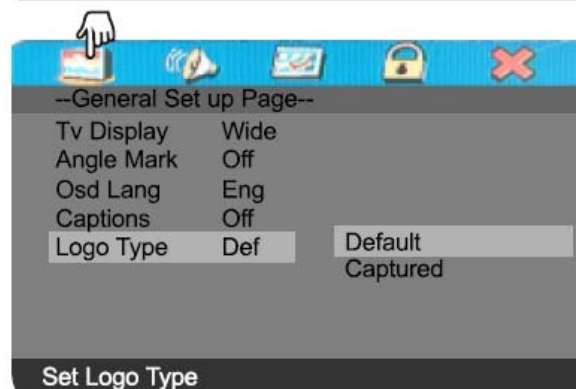 --General Set up Page--
Tv Display Wide
Angle Mark Off
Osd Lang Eng
Captions Off
Logo Type Def Default
Captured
Set Logo Type